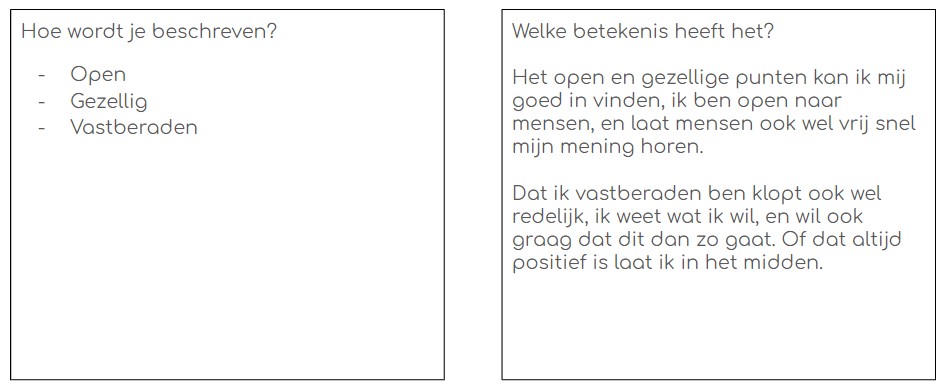 Hoe wordt je beschreven?
- Open
- Gezellig
- Vastberaden
Welke betekenis heeft het?
Het open en gezellige punten kan ik mij
goed in vinden, ik ben open naar
mensen, en laat mensen ook wel vrij snel
mijn mening horen.
Dat ik vastberaden ben klopt ook wel
redelijk, ik weet wat ik wil, en wil ook
graag dat dit dan zo gaat. Of dat altijd
positief is laat ik in het midden.